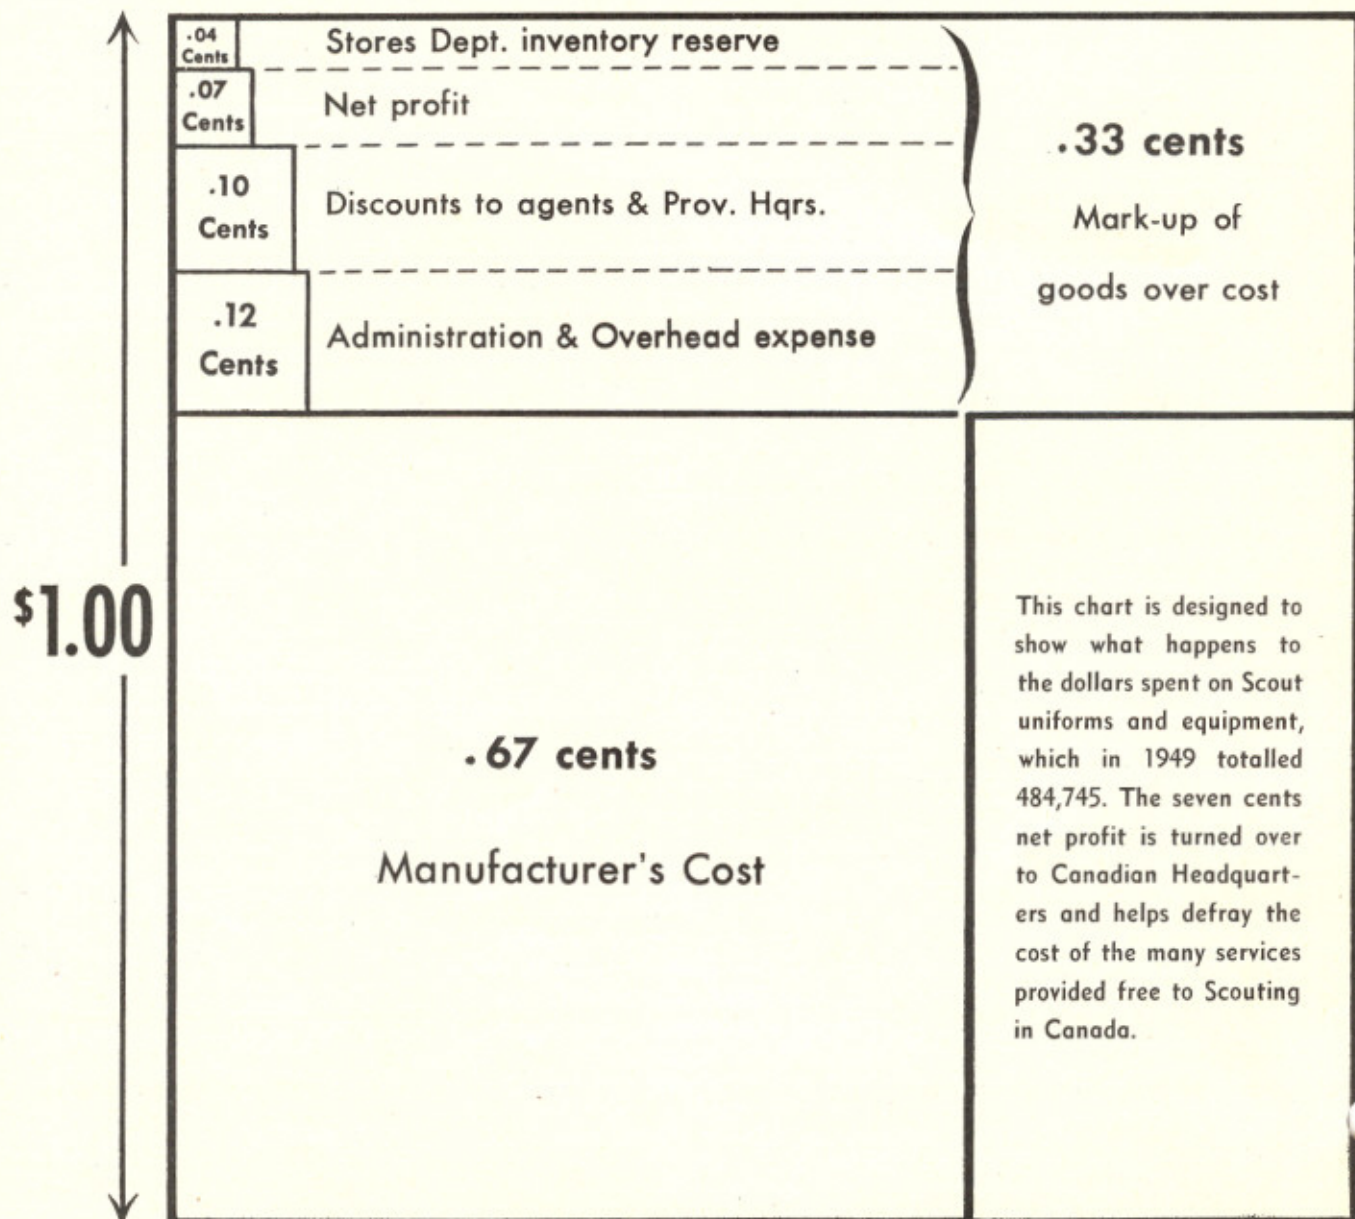 .04
Cents
Stores Dept. inventory reserve
.07
Cents
Net profit
.10
Cents
Discounts to agents & Prov. Hqrs.
.12
Cents
Administration & Overhead expense
.33 cents
Mark-up of
goods over cost
$1.00
.67 cents
Manufacturer's Cost
This chart is designed to
show what happens to
the dollars spent on Scout
uniforms and equipment,
which in 1949 totalled
484,745. The seven cents
net profit is turned over
to Canadian Headquart-
ers and helps defray the
cost of the many services
provided free to Scouting
in Canada.